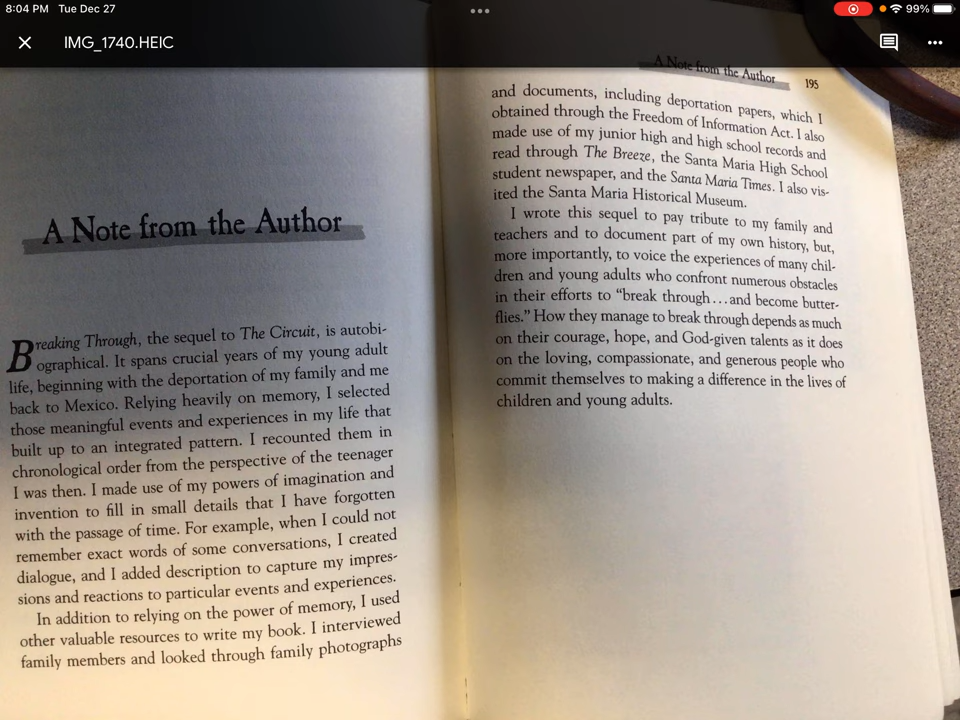 8:04 PM Tue Dec 27
99%
IMG_1740.HEIC
A Note from the Author
Breaking Through, the sequel to The Circuit, is autobi-
ographical. It spans crucial years of my young adult
life, beginning with the deportation of my family and me
back to Mexico. Relying heavily on memory, I selected
those meaningful events and experiences in my life that
built up to an integrated pattern. I recounted them in
chronological order from the perspective of the teenager
I was then. I made use of my powers of imagination and
invention to fill in small details that I have forgotten
with the passage of time. For example, when I could not
remember exact words of some conversations, I created
dialogue, and I added description to capture my impres-
sions and reactions to particular events and experiences.
In addition to relying on the power of memory, I used
other valuable resources to write my book. I interviewed
family members and looked through family photographs
A Note from the Author 195
and documents, including deportation papers, which I
obtained through the Freedom of Information Act. I also
made use of my junior high and high school records and
read through The Breeze, the Santa Maria High School
student newspaper, and the Santa Maria Times. I also vis-
ited the Santa Maria Historical Museum.
I wrote this sequel to pay tribute to my family and
teachers and to document part of my own history, but,
more importantly, to voice the experiences of many chil-
dren and young adults who confront numerous obstacles
in their efforts to “break through...and become butter-
flies.” How they manage to break through depends as much
on their courage, hope, and God-given talents as it does
on the loving, compassionate, and generous people who
commit themselves to making a difference in the lives of
children and young adults.